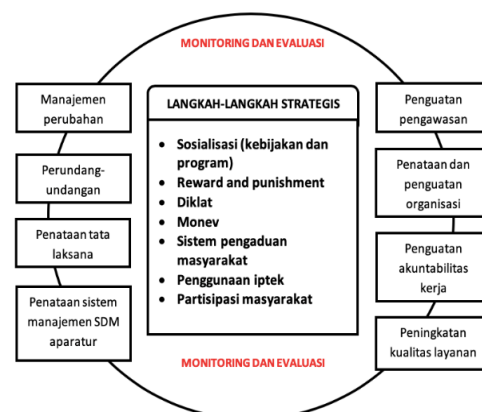 MONITORING DAN EVALUASI
Manajemen
perubahan
Perundang-
undangan
Penataan tata
laksana
Penataan sistem
manajemen SDM
aparatur
LANGKAH-LANGKAH STRATEGIS
• Sosialisasi (kebijakan dan
program)
• Reward and punishment
• Diklat
• Monev
• Sistem pengaduan
masyarakat
• Penggunaan iptek
• Partisipasi masyarakat
Penguatan
pengawasan
Penataan dan
penguatan
organisasi
Penguatan
akuntabilitas
kerja
Peningkatan
kualitas layanan
MONITORING DAN EVALUASI